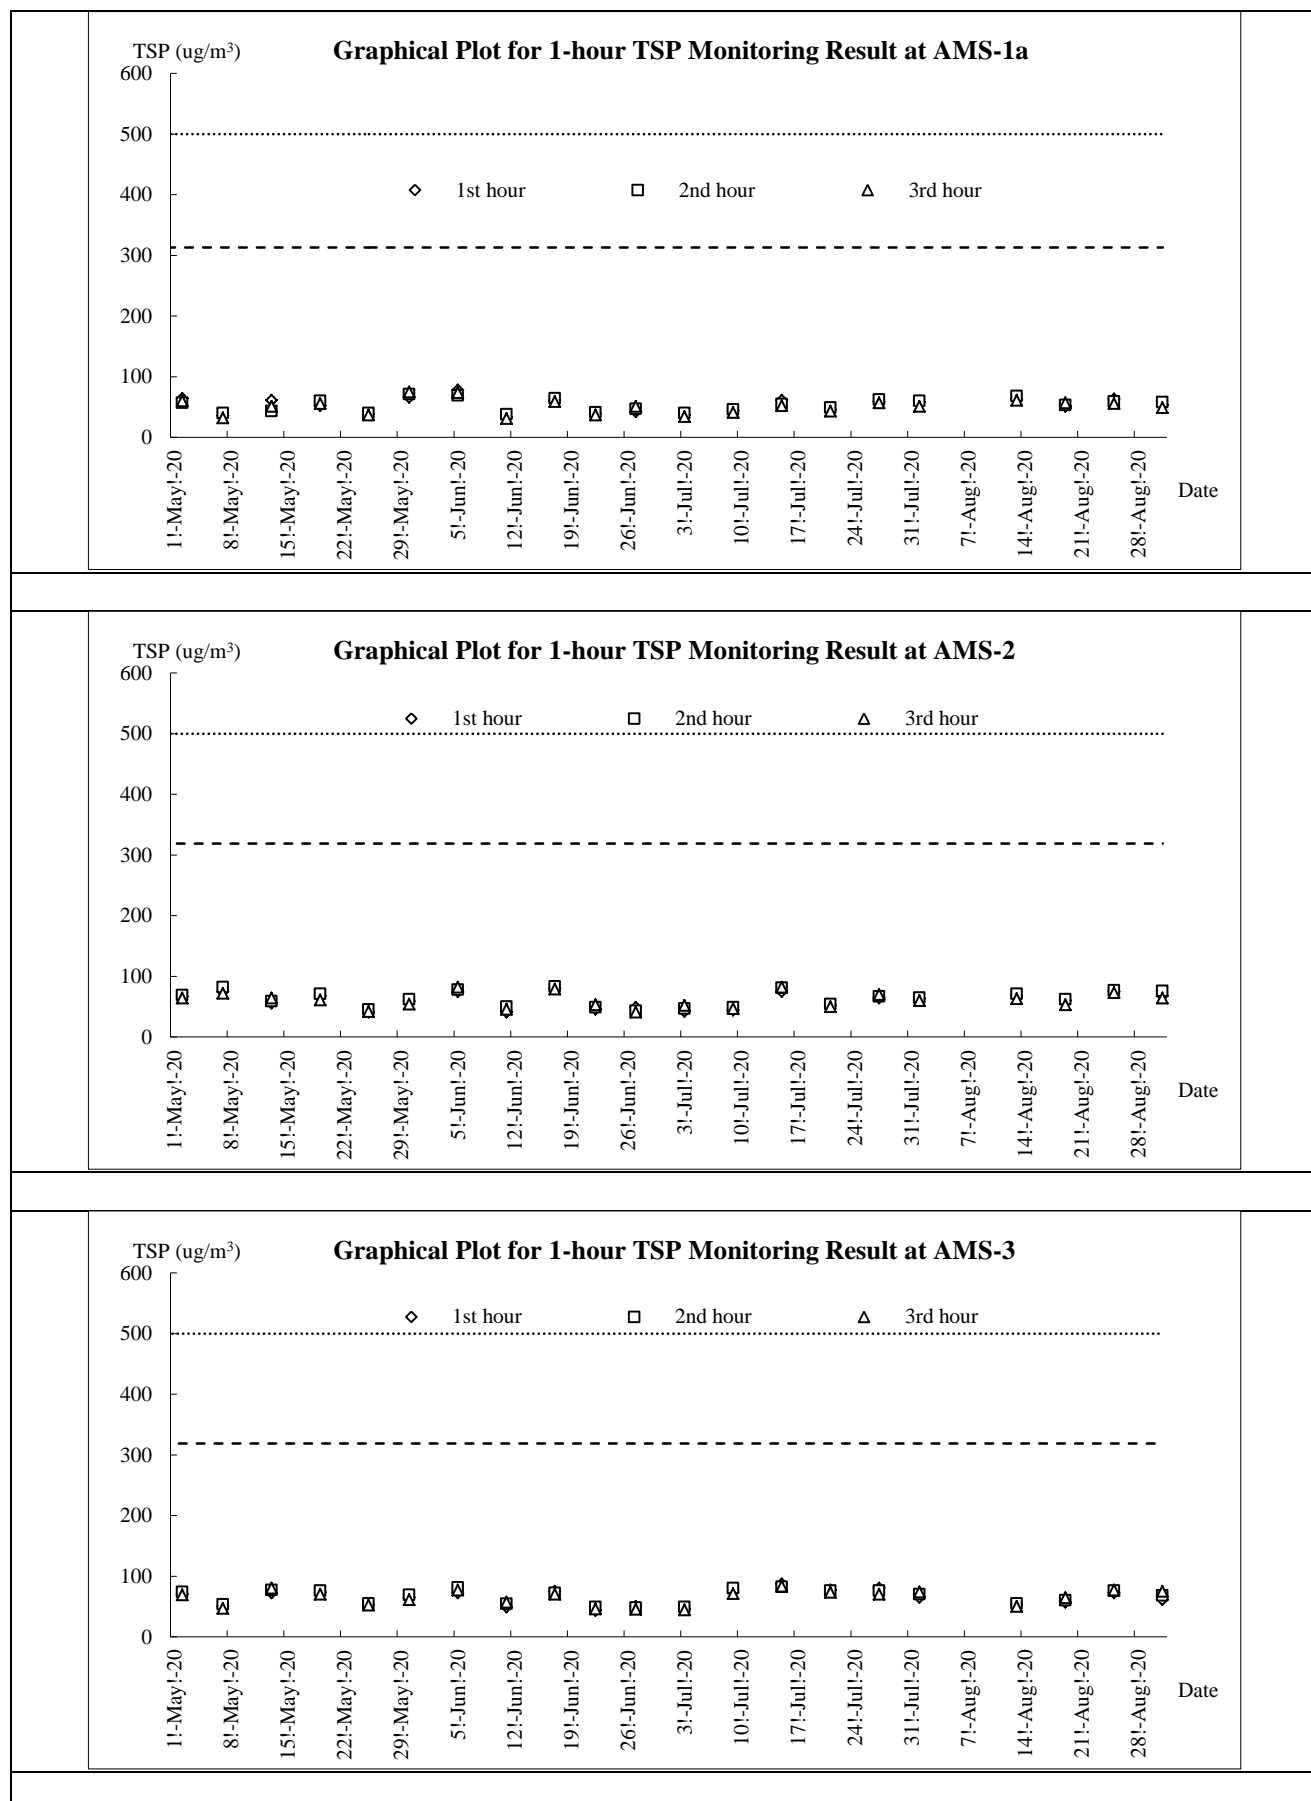 TSP (ug/m³) Graphical Plot for 1-hour TSP Monitoring Result at AMS-1a
600
500
1st hour 2nd hour 3rd hour
400
300
200
100
0
1!-May!-20 8!-May!-20 15!-May!-20 22!-May!-20 29!-May!-20 5!-Jun!-20 12!-Jun!-20 19!-Jun!-20 26!-Jun!-20 3!-Jul!-20 10!-Jul!-20 17!-Jul!-20 24!-Jul!-20 31!-Jul!-20 7!-Aug!-20 14!-Aug!-20 21!-Aug!-20 28!-Aug!-20 Date
TSP (ug/m³) Graphical Plot for 1-hour TSP Monitoring Result at AMS-2
600
1st hour 2nd hour 3rd hour
500
400
300
200
100
0
1!-May!-20 8!-May!-20 15!-May!-20 22!-May!-20 29!-May!-20 5!-Jun!-20 12!-Jun!-20 19!-Jun!-20 26!-Jun!-20 3!-Jul!-20 10!-Jul!-20 17!-Jul!-20 24!-Jul!-20 31!-Jul!-20 7!-Aug!-20 14!-Aug!-20 21!-Aug!-20 28!-Aug!-20 Date
TSP (ug/m³) Graphical Plot for 1-hour TSP Monitoring Result at AMS-3
600
1st hour 2nd hour 3rd hour
500
400
300
200
100
0
1!-May!-20 8!-May!-20 15!-May!-20 22!-May!-20 29!-May!-20 5!-Jun!-20 12!-Jun!-20 19!-Jun!-20 26!-Jun!-20 3!-Jul!-20 10!-Jul!-20 17!-Jul!-20 24!-Jul!-20 31!-Jul!-20 7!-Aug!-20 14!-Aug!-20 21!-Aug!-20 28!-Aug!-20 Date